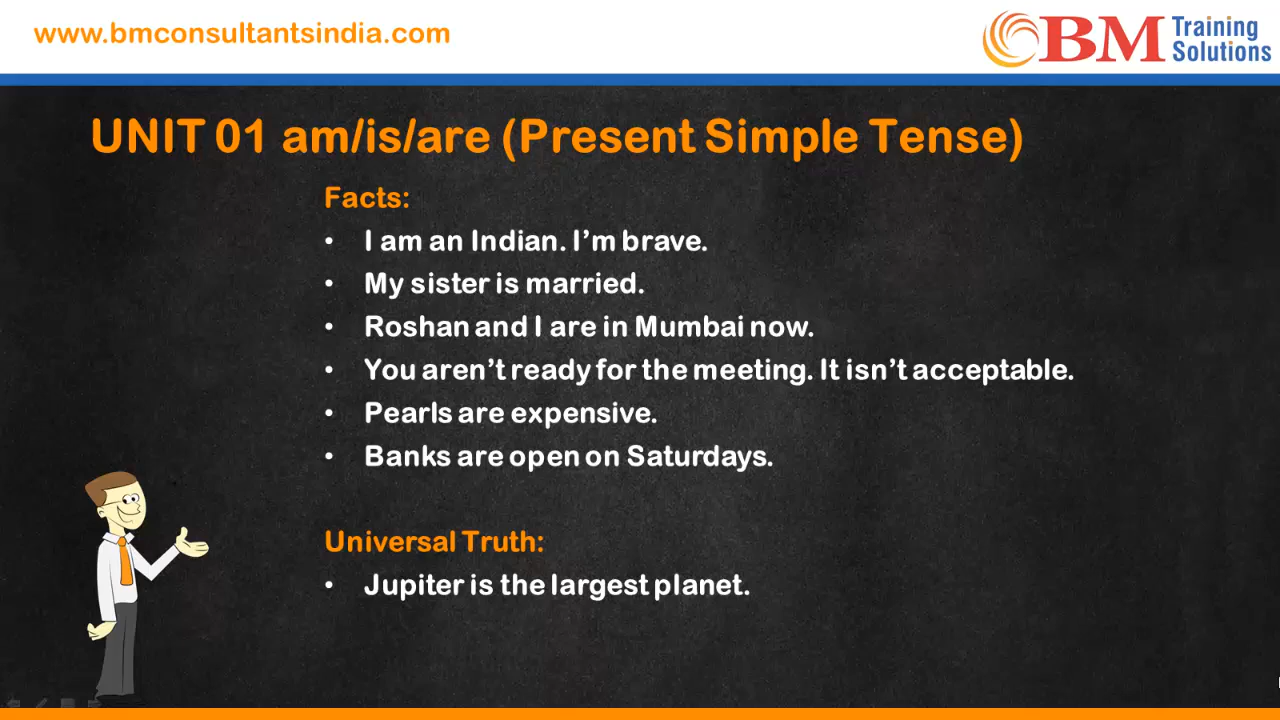 www.bmconsultantsindia.com
BM Training Solutions
UNIT 01 am/is/are (Present Simple Tense)
Facts:
• I am an Indian. I’m brave.
• My sister is married.
• Roshan and I are in Mumbai now.
• You aren’t ready for the meeting. It isn’t acceptable.
• Pearls are expensive.
• Banks are open on Saturdays.
Universal Truth:
• Jupiter is the largest planet.